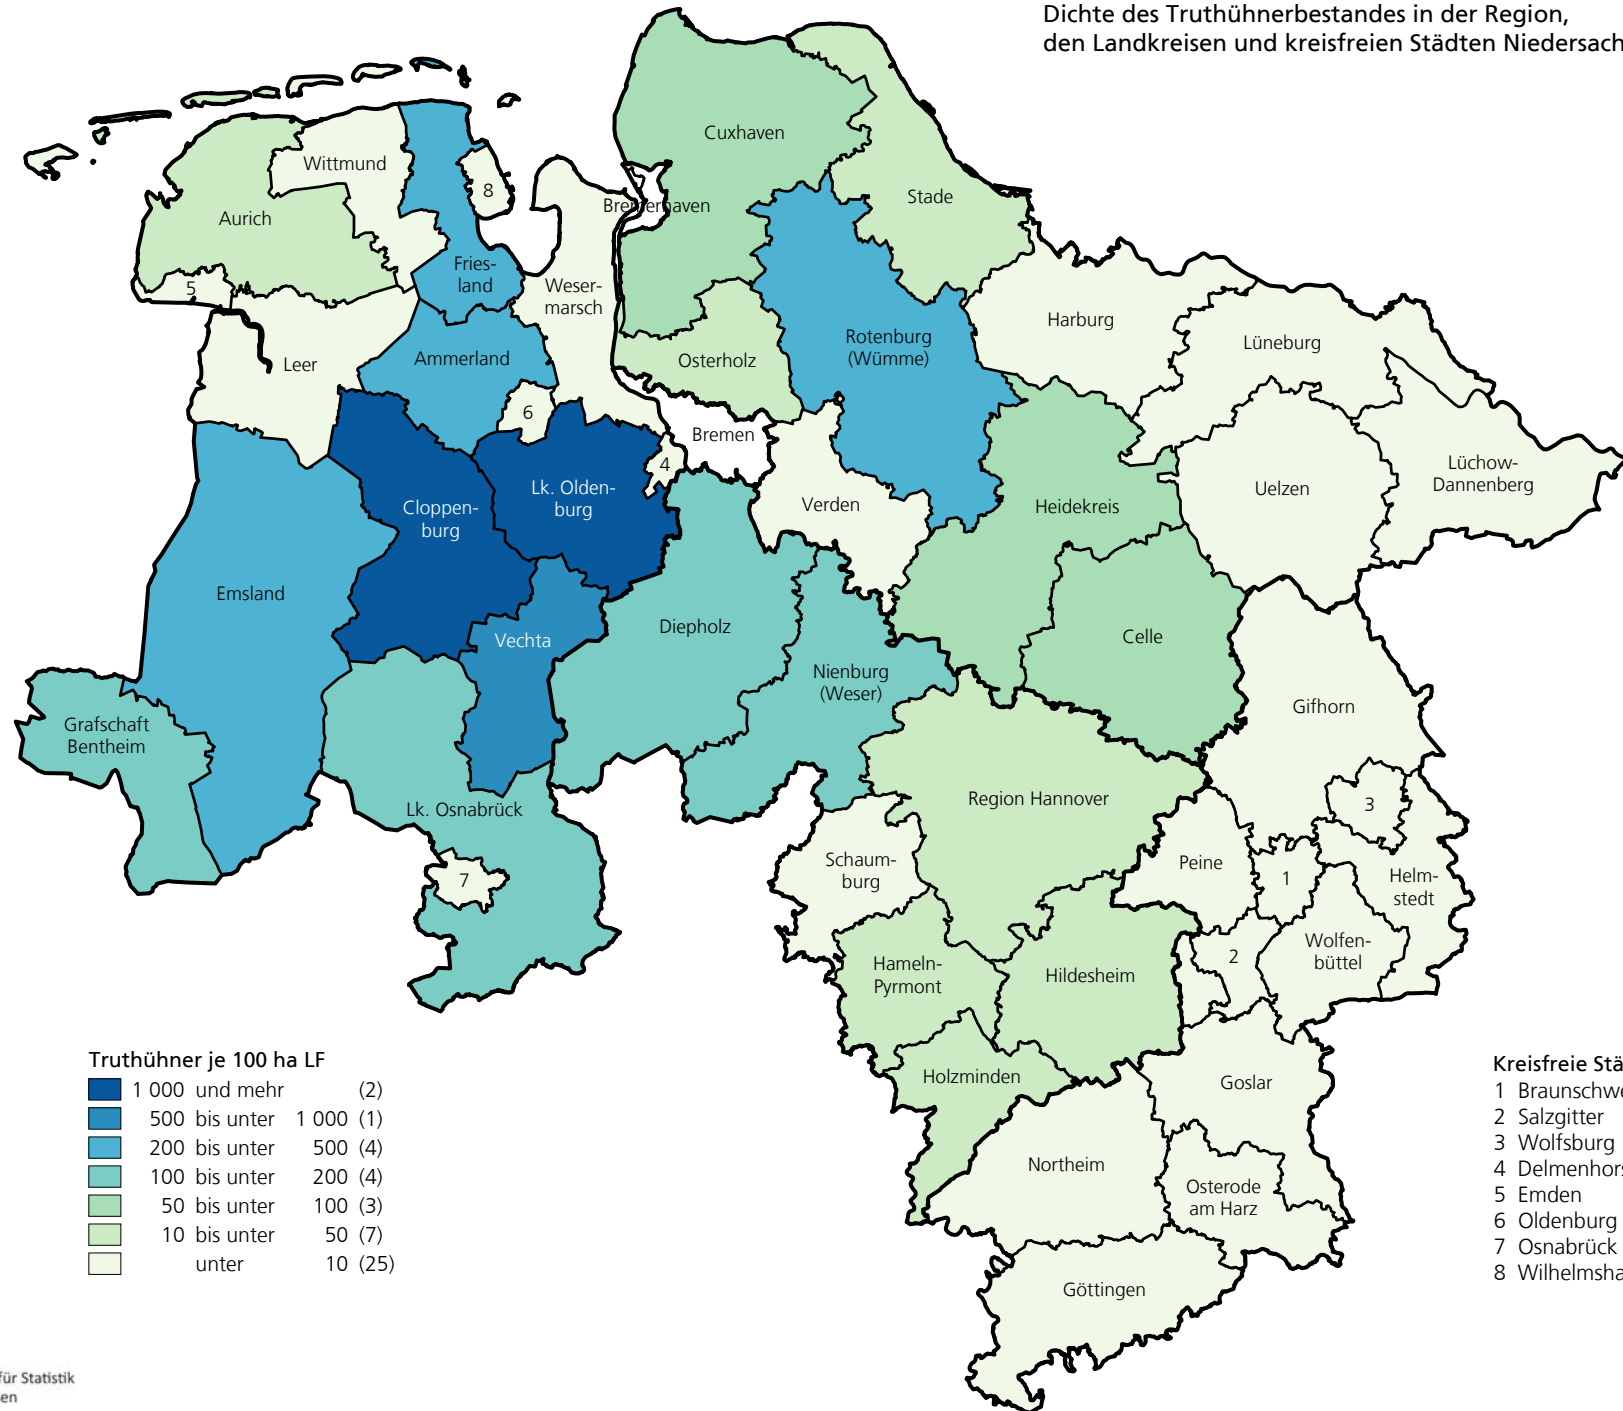 Dichte des Truthühnerbestandes in der Region,
den Landkreisen und kreisfreien Städten
Cuxhaven
Wittmund
8
Stade
Bremerhaven
Aurich
Fries-
land
5
Weser-
marsch
Harburg
Rotenburg
(Wümme)
Lüneburg
Ammerland
Osterholz
Leer
6
Bremen
4
Lüchow-
Dannenberg
Uelzen
Lk. Olden-
burg
Verden
Heidekreis
Cloppen-
burg
Emsland
Diepholz
Celle
Vechta
Nienburg
(Weser)
Gifhorn
Grafschaft
Bentheim
Region Hannover
3
Lk. Osnabrück
Schaum-
burg
Peine
7
1
Helm-
stedt
Wolfen-
büttel
2
Hameln-
Pyrmont
Hildesheim
Holzminden
Goslar
Northeim
Osterode
am Harz
Göttingen
Truthühner je 100 ha LF
1 000 und mehr (2)
500 bis unter 1 000 (1)
200 bis unter 500 (4)
100 bis unter 200 (4)
50 bis unter 100 (3)
10 bis unter 50 (7)
unter 10 (25)
Kreisfreie
1
2 Salzgitter
3 Wolfsburg
4
5 Emden
6 Oldenburg
7 Osnabrück
8
für Statistik